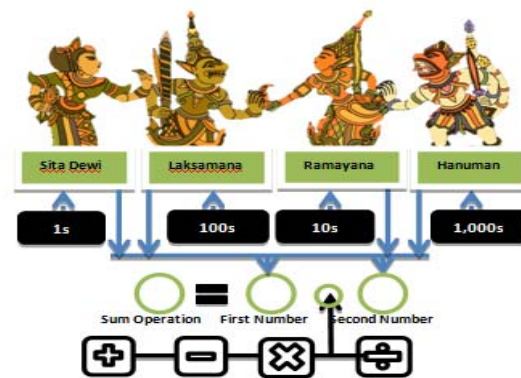 Sita Dewi Laksamana Ramayana Hanuman
1s 100s 10s 1,000s
=
Sum Operation First Number Second Number
+ − × ÷